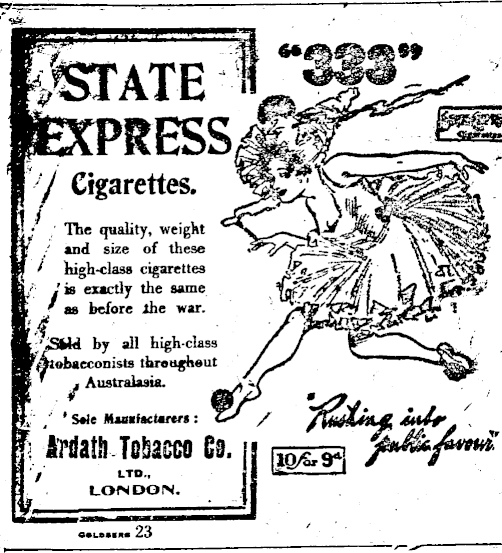 STATE
EXPRESS
Cigarettes.
The quality, weight
and size of these
high-class cigarettes
is exactly the same
as before the war.
Sold by all high-class
tobacconists throughout
Australasia.
Sole Manufacturers :
Ardath Tobacco Co.
LTD.,
LONDON.
GOLDBERG 23
"333"
"Rushing into
public favour."
10 for 9d